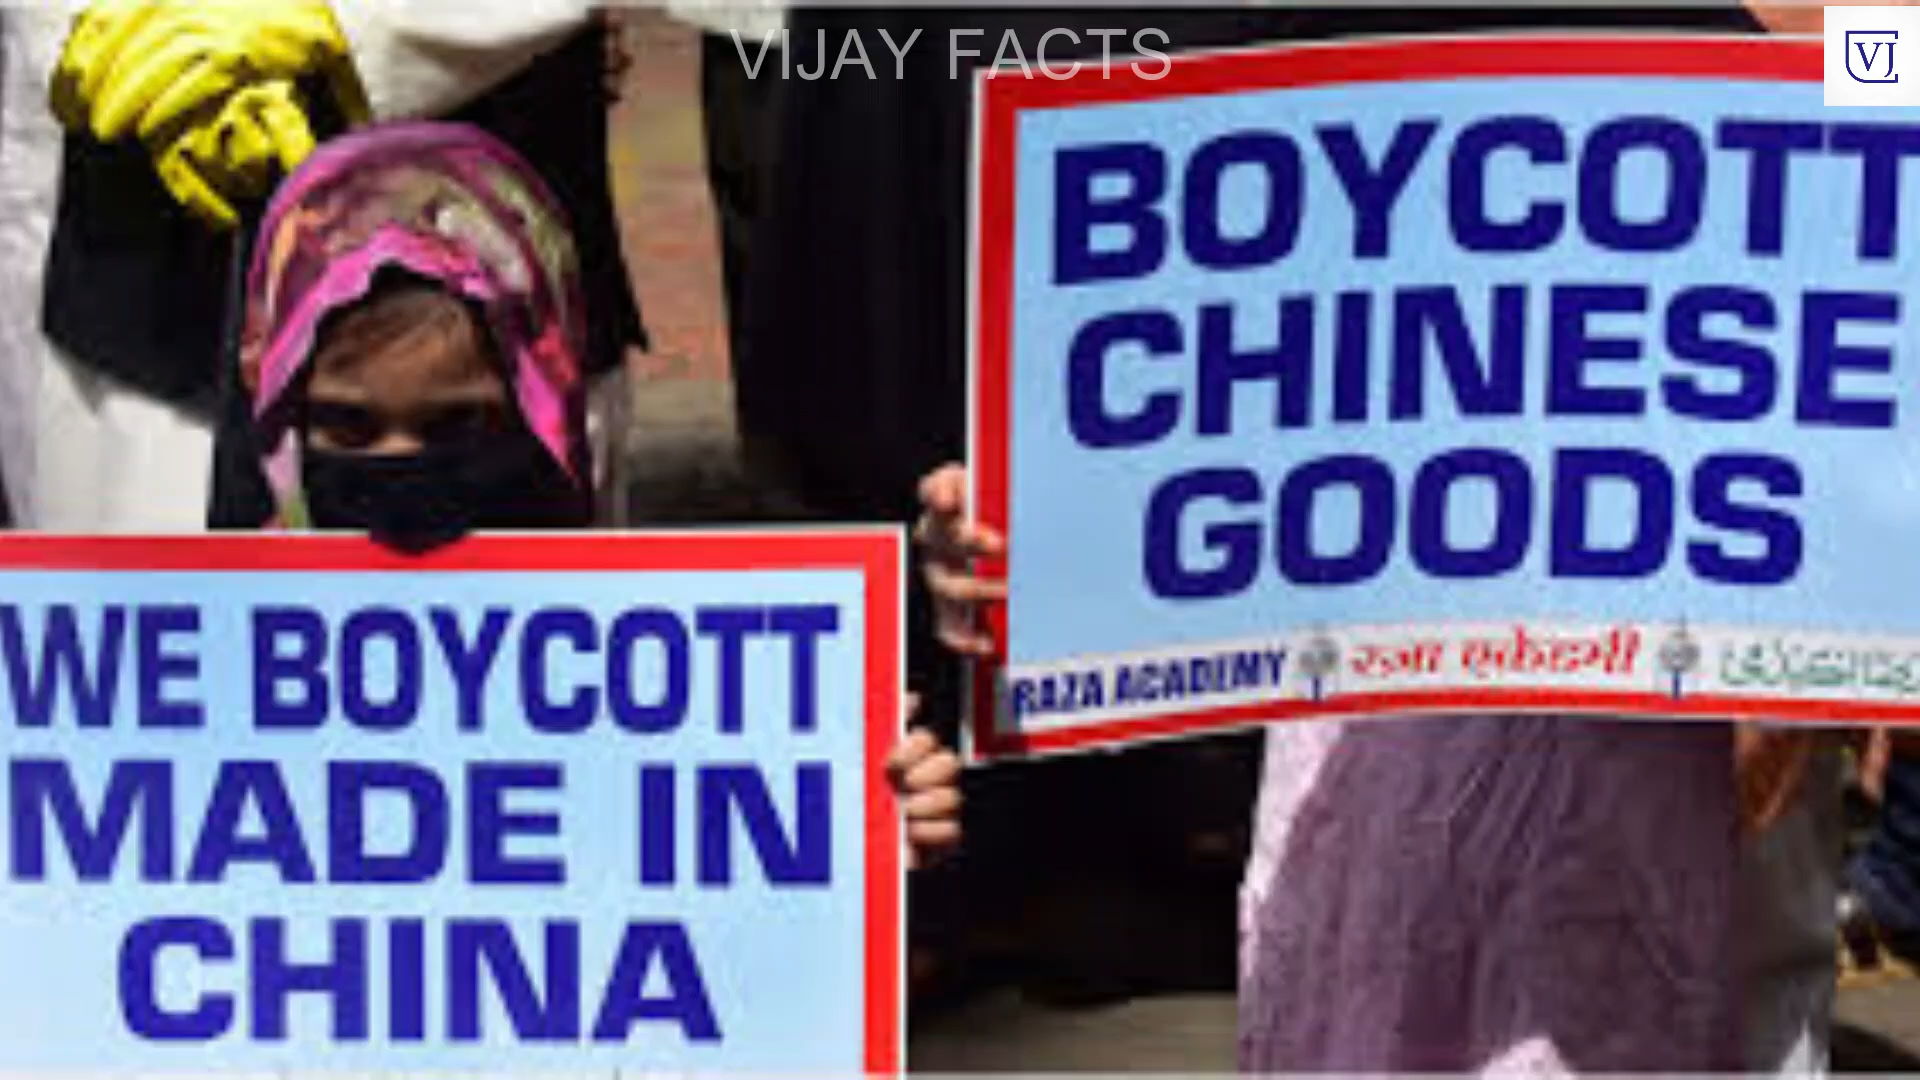 VIJAY FACTS
VJ
BOYCOTT
CHINESE
GOODS
RAZA ACADEMY रज़ा एकेडमी
WE BOYCOTT
MADE IN
CHINA